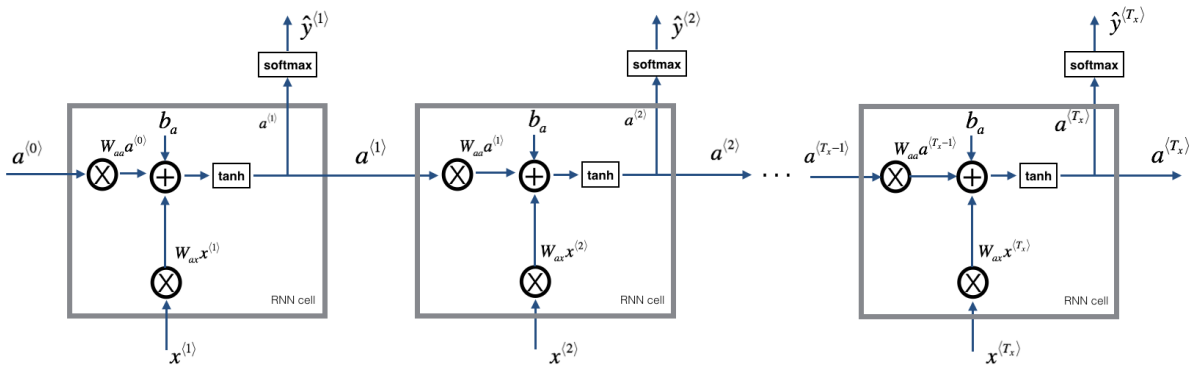 ŷ⟨1⟩
softmax
a⟨1⟩
b_a
W_aa a⟨0⟩
a⟨0⟩
tanh
W_ax x⟨1⟩
RNN cell
x⟨1⟩
a⟨1⟩
ŷ⟨2⟩
softmax
a⟨2⟩
b_a
W_aa a⟨1⟩
tanh
W_ax x⟨2⟩
RNN cell
x⟨2⟩
a⟨2⟩
. . .
ŷ⟨T_x⟩
softmax
a⟨T_x⟩
b_a
a⟨T_x−1⟩
W_aa a⟨T_x−1⟩
tanh
W_ax x⟨T_x⟩
RNN cell
x⟨T_x⟩
a⟨T_x⟩